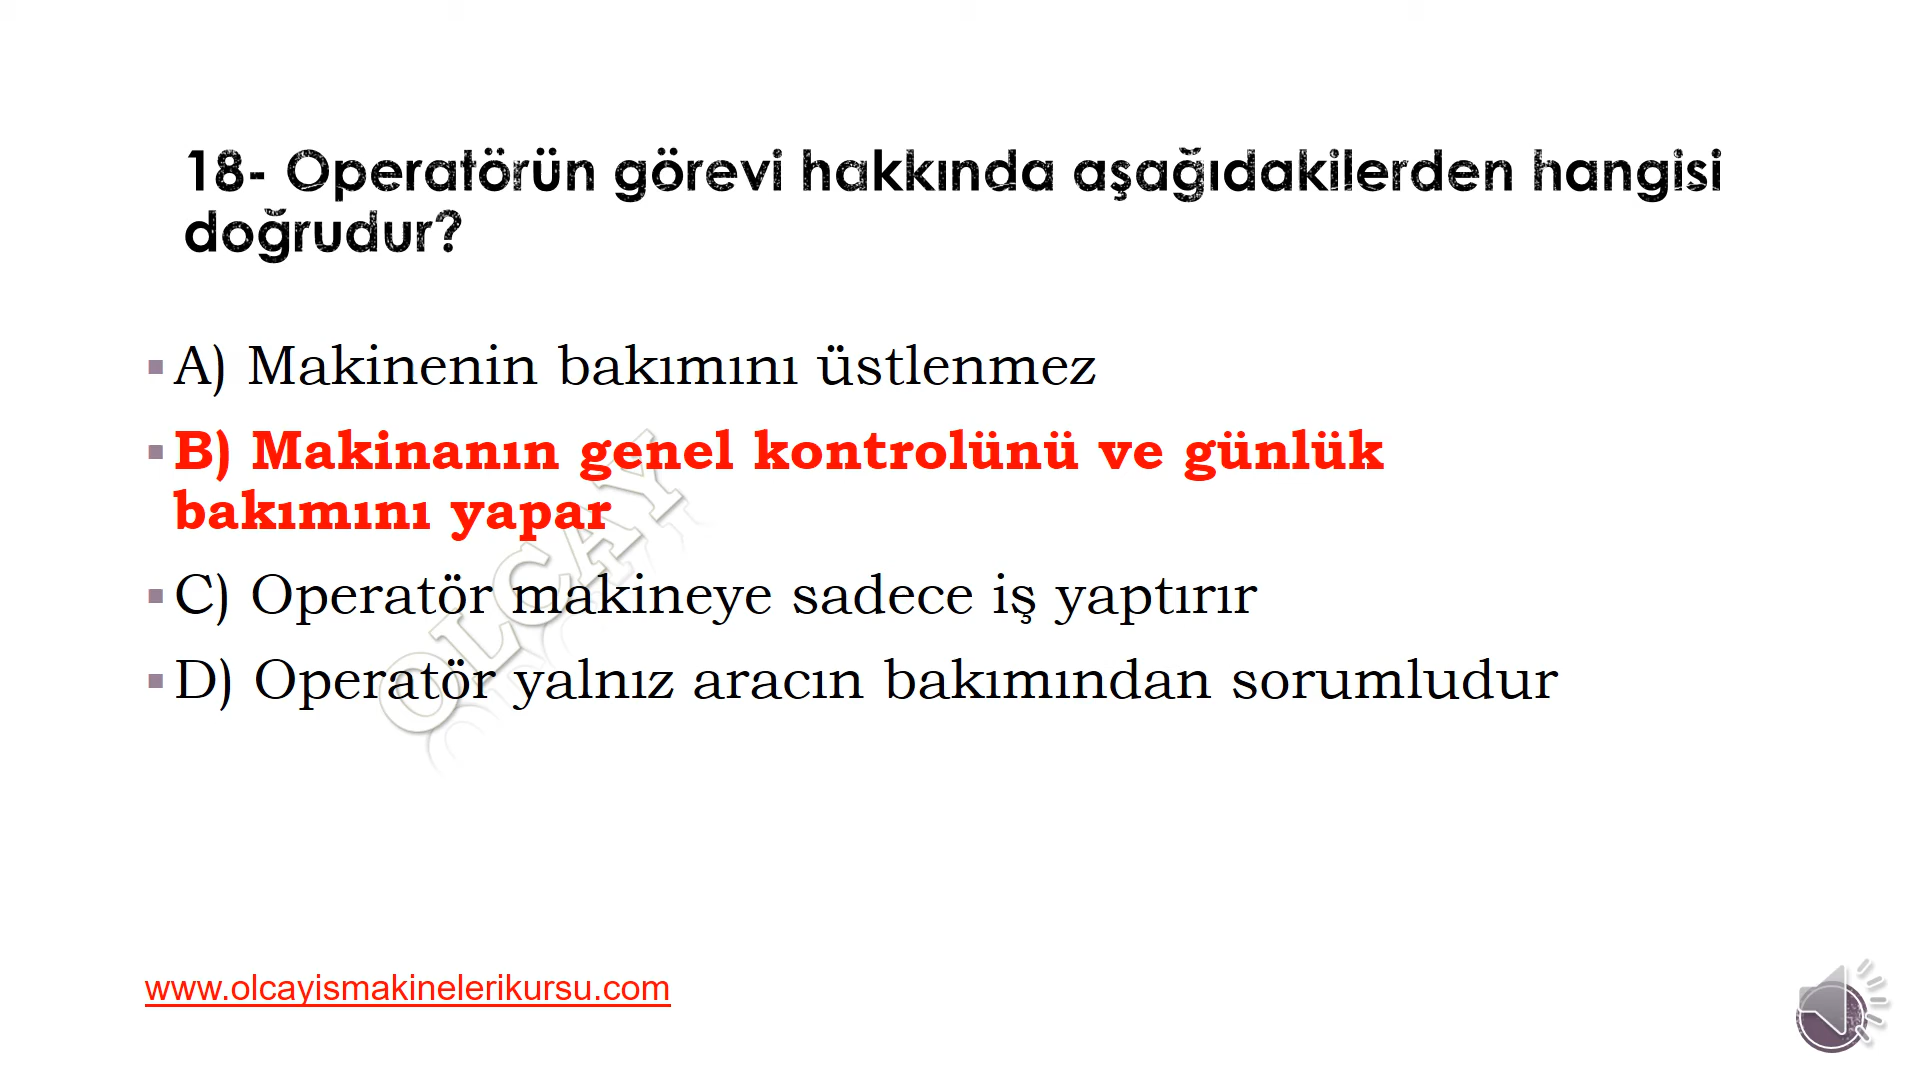 18- Operatörün görevi hakkında aşağıdakilerden hangisi
doğrudur?
▪ A) Makinenin bakımını üstlenmez
▪ B) Makinanın genel kontrolünü ve günlük
bakımını yapar
▪ C) Operatör makineye sadece iş yaptırır
▪ D) Operatör yalnız aracın bakımından sorumludur
OLCAY
www.olcayismakinelerikursu.com